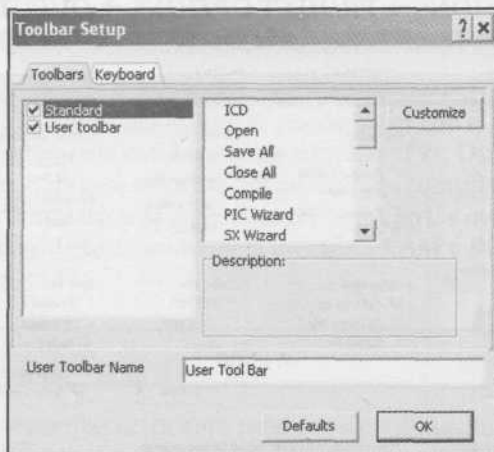 Toolbar Setup
? ×
Toolbars Keyboard
Standard
User toolbar
ICD
Open
Save All
Close All
Compile
PIC Wizard
SX Wizard
Customize
Description:
User Toolbar Name
User Tool Bar
Defaults
OK